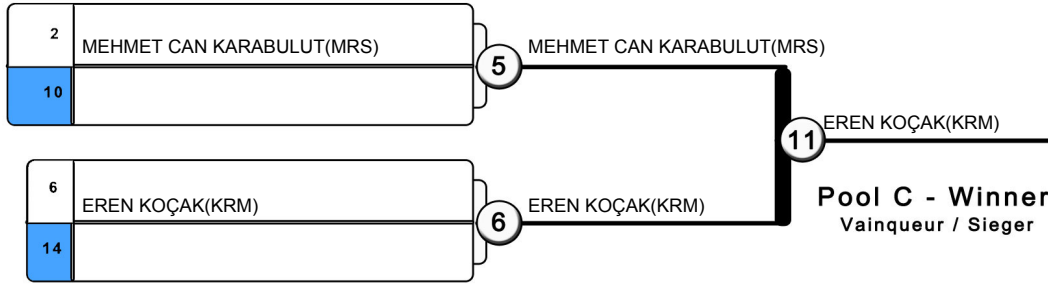 2
MEHMET CAN KARABULUT(MRS)
10
5
MEHMET CAN KARABULUT(MRS)
6
EREN KOÇAK(KRM)
14
6
EREN KOÇAK(KRM)
11
EREN KOÇAK(KRM)
Pool C - Winner
Vainqueur / Sieger